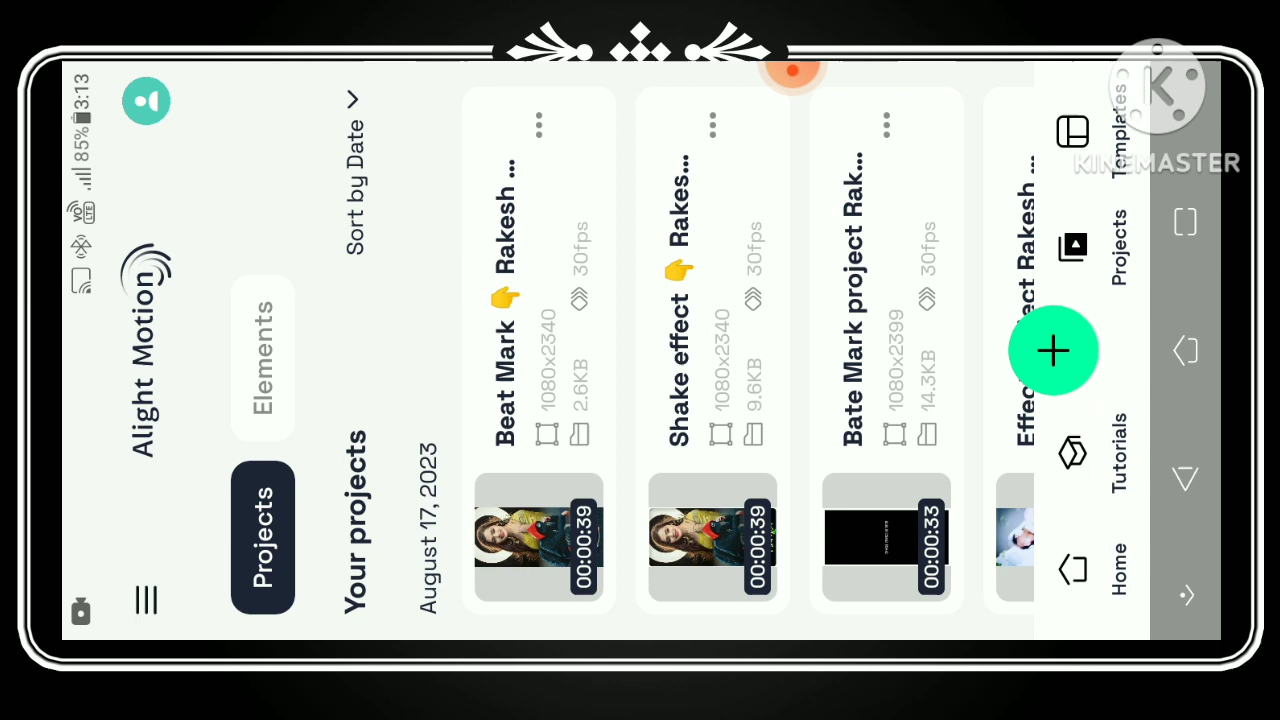 3:13
85%
VO
LTE
Alight Motion
Projects
Elements
Your projects
Sort by Date
August 17, 2023
Beat Mark 👉 Rakesh ...
1080x2340
2.6KB 30fps
00:00:39
Shake effect 👉 Rakes...
1080x2340
9.6KB 30fps
00:00:39
Bate Mark project Rak...
1080x2399
14.3KB 30fps
00:00:33
Rakesh ...
Home
Tutorials
Projects
Templates
KINEMASTER